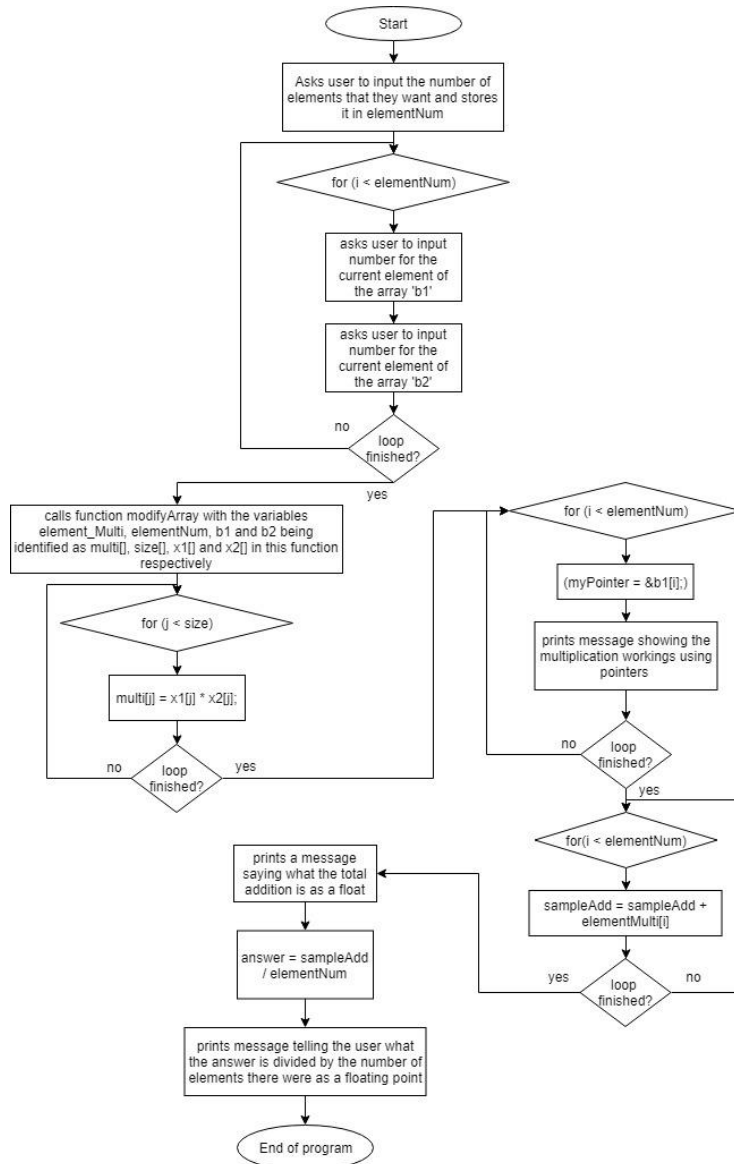 Start
Asks user to input the number of
elements that they want and stores
it in elementNum
for (i < elementNum)
asks user to input
number for the
current element of
the array 'b1'
asks user to input
number for the
current element of
the array 'b2'
no
loop
finished?
yes
calls function modifyArray with the variables
element_Multi, elementNum, b1 and b2 being
identified as multi[], size[], x1[] and x2[] in this function
respectively
for (j < size)
multi[j] = x1[j] * x2[j];
no
loop
finished?
yes
for (i < elementNum)
(myPointer = &b1[i];)
prints message showing the
multiplication workings using
pointers
no
loop
finished?
yes
for(i < elementNum)
sampleAdd = sampleAdd +
elementMulti[i]
yes
loop
finished?
no
prints a message
saying what the total
addition is as a float
answer = sampleAdd
/ elementNum
prints message telling the user what
the answer is divided by the number of
elements there were as a floating point
End of program